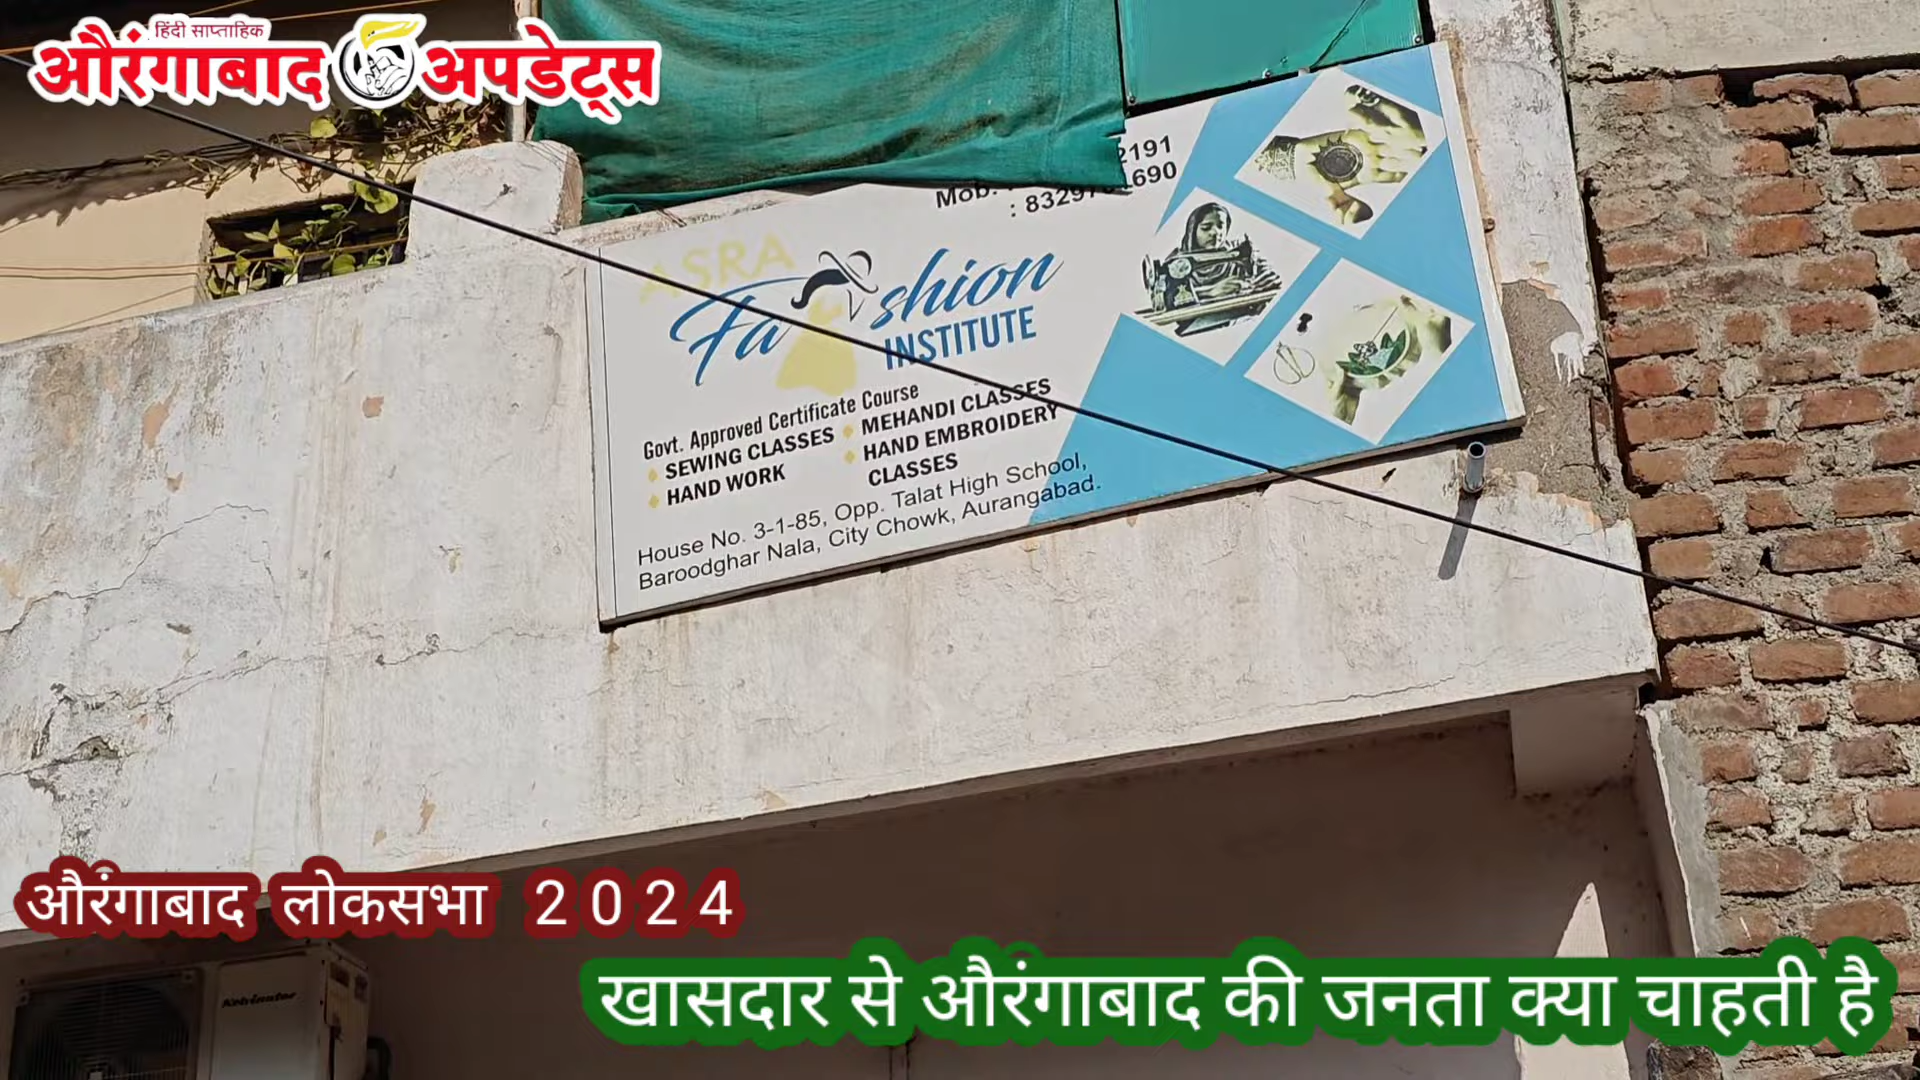 हिंदी साप्ताहिक
औरंगाबाद अपडेट्स
2191
Mob.
: 8329 690
ASRA
Fashion
INSTITUTE
Govt. Approved Certificate Course
SEWING CLASSES
HAND WORK
MEHANDI CLASSES
HAND EMBROIDERY
CLASSES
House No. 3-1-85, Opp. Talat High School,
Baroodghar Nala, City Chowk, Aurangabad.
औरंगाबाद लोकसभा 2024
Kelvinator
खासदार से औरंगाबाद की जनता क्या चाहती है